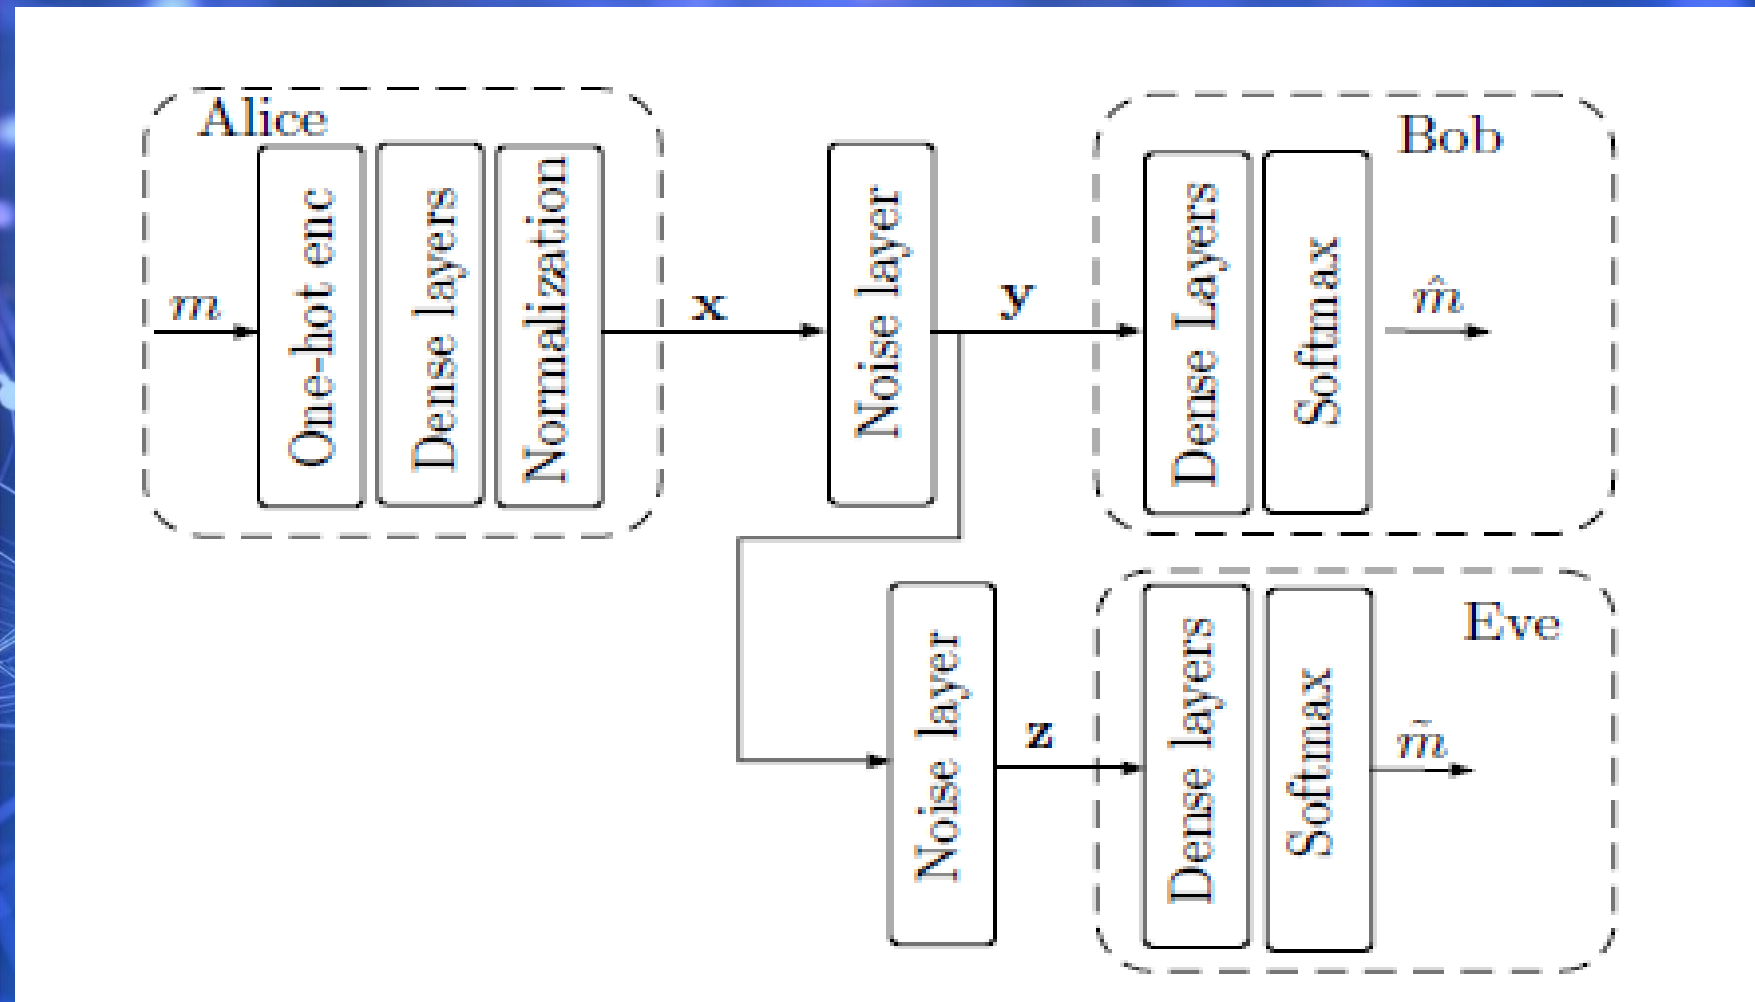 Alice
m
One-hot enc
Dense layers
Normalization
x
Noise layer
y
Bob
Dense Layers
Softmax
m̂
Noise layer
z
Eve
Dense layers
Softmax
m̃